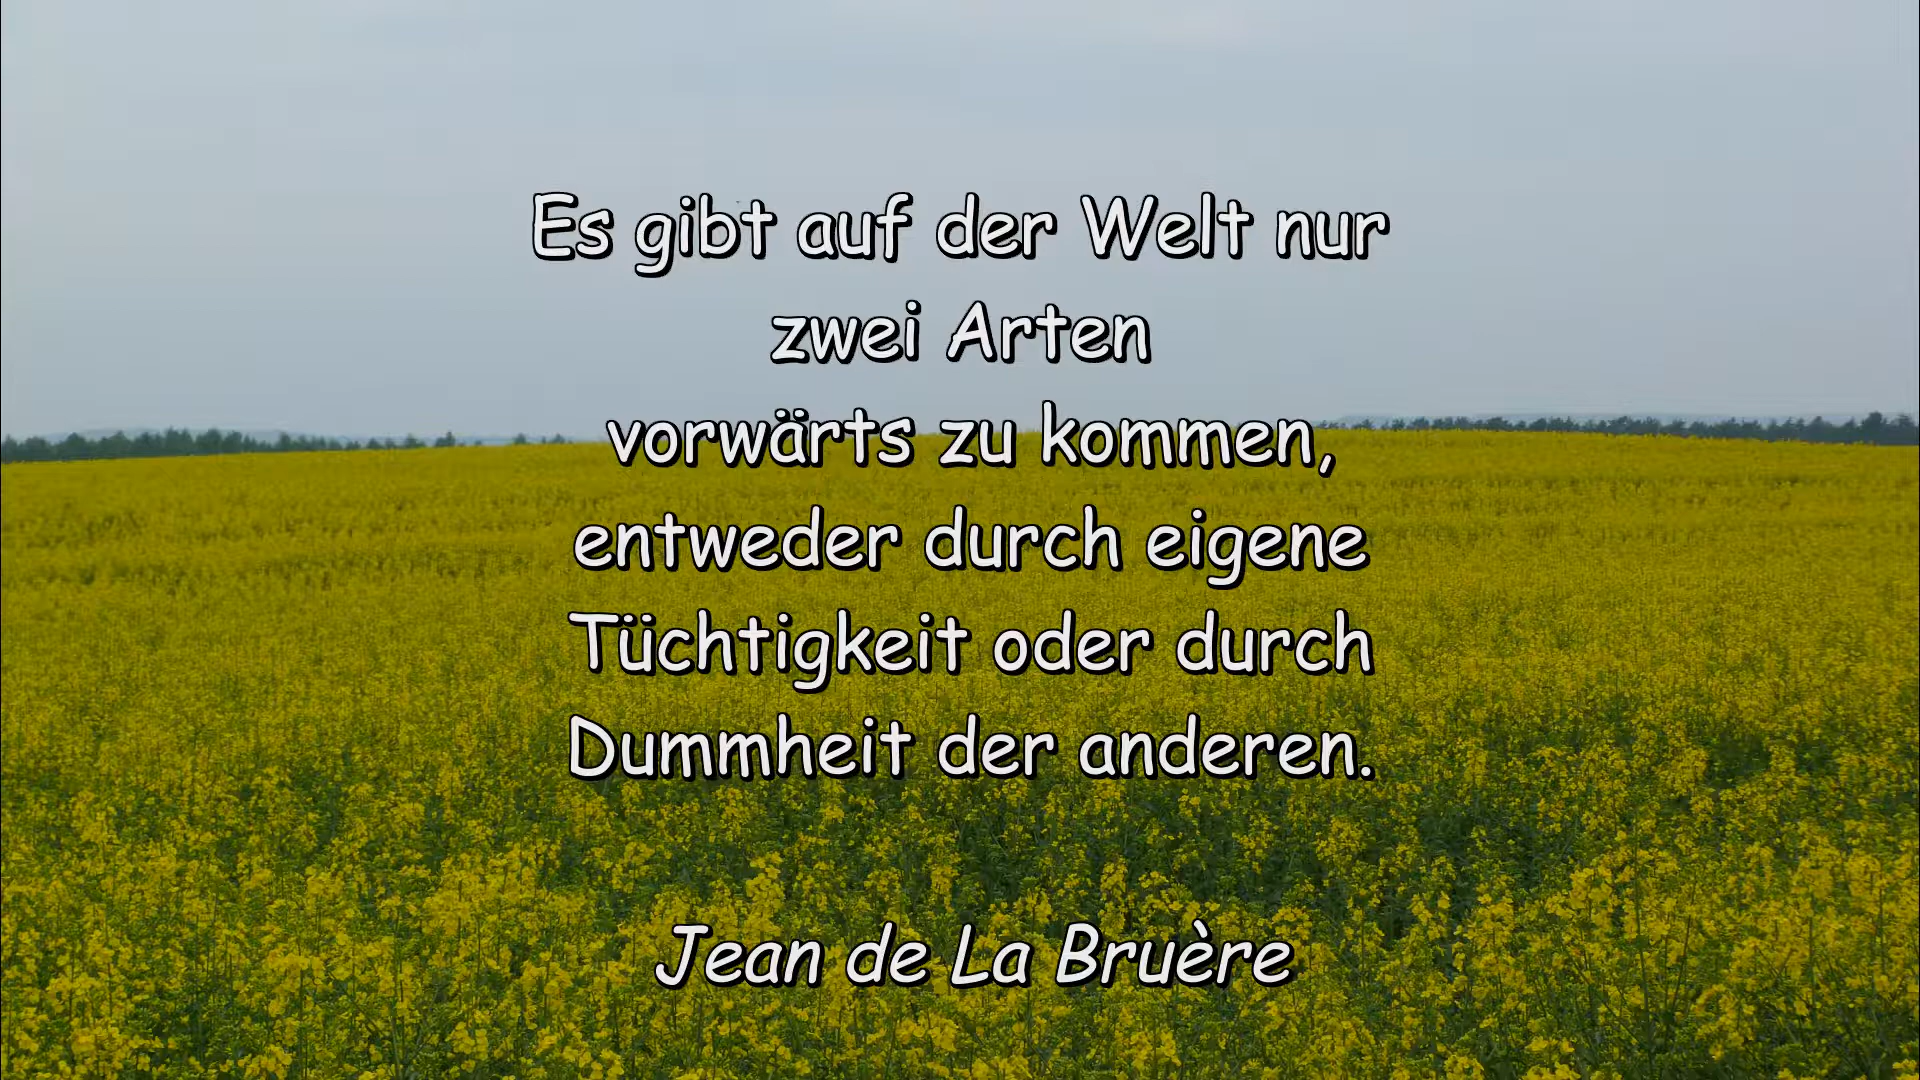 Es gibt auf der Welt nur
zwei Arten
vorwärts zu kommen,
entweder durch eigene
Tüchtigkeit oder durch
Dummheit der anderen.
Jean de La Bruère